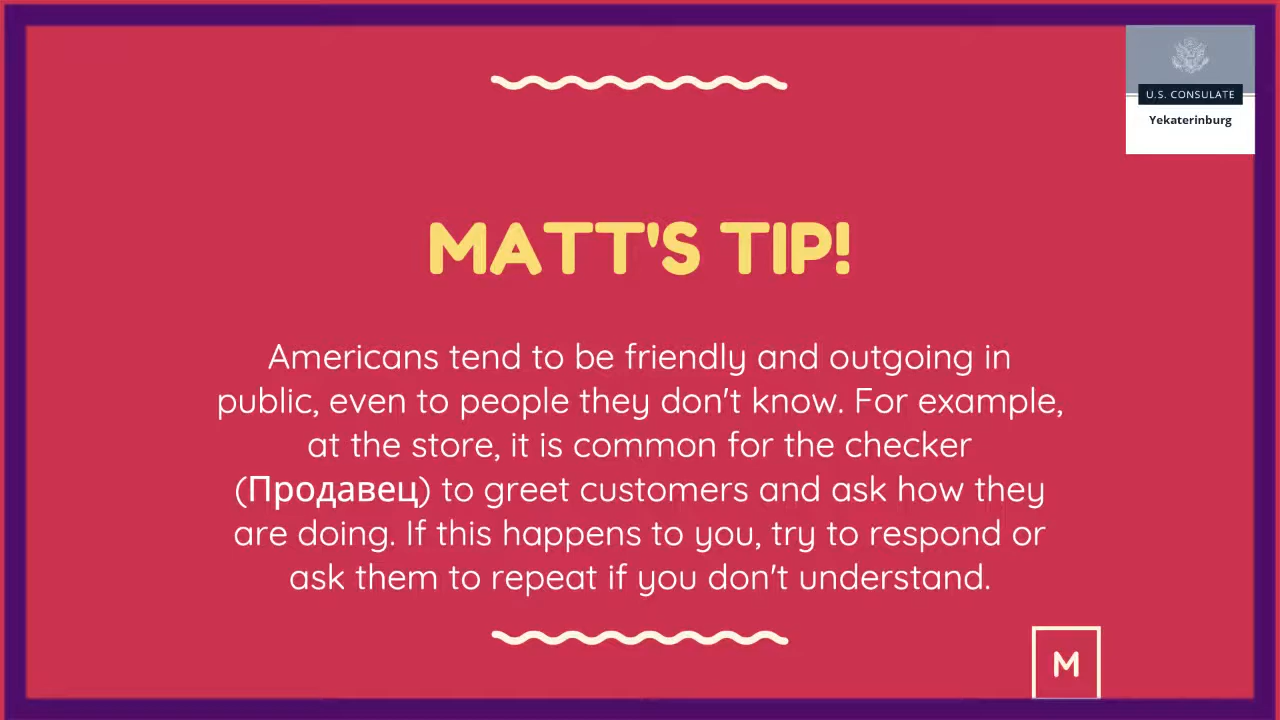 U.S. CONSULATE
Yekaterinburg
MATT'S TIP!
Americans tend to be friendly and outgoing in
public, even to people they don't know. For example,
at the store, it is common for the checker
(Продавец) to greet customers and ask how they
are doing. If this happens to you, try to respond or
ask them to repeat if you don't understand.
M